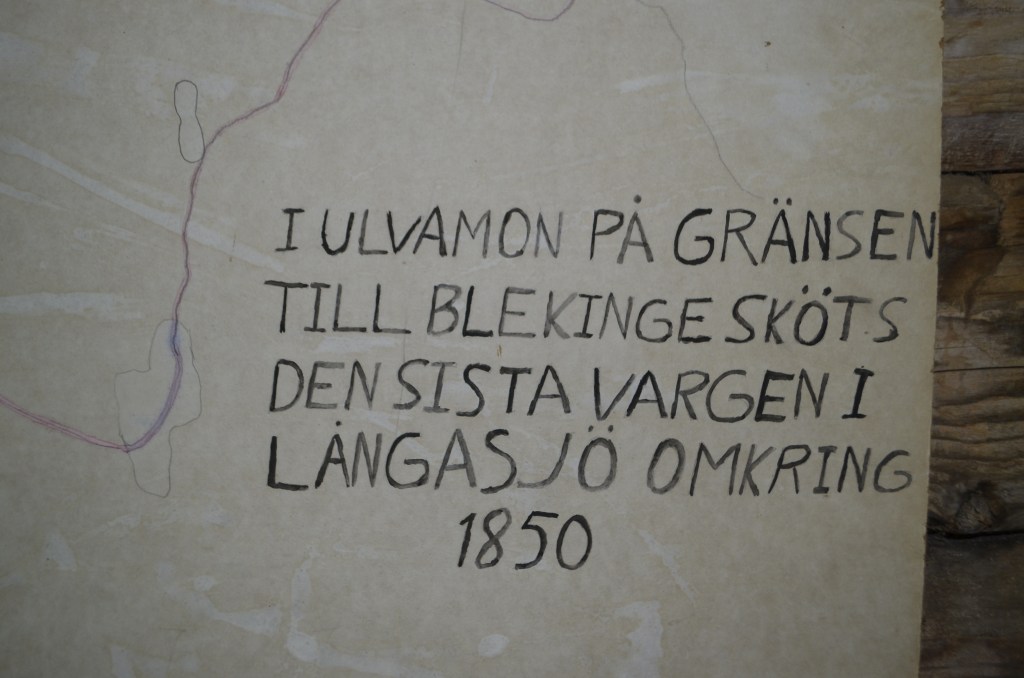 I ULVAMON PÅ GRÄNSEN
TILL BLEKINGE SKÖTS
DEN SISTA VARGEN I
LÅNGASJÖ OMKRING
1850